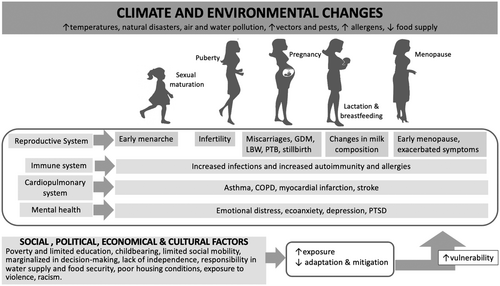 CLIMATE AND ENVIRONMENTAL CHANGES
↑temperatures, natural disasters, air and water pollution, ↑vectors and pests, ↑ allergens, ↓ food supply
Puberty
Pregnancy
Menopause
Sexual
maturation
Lactation &
breastfeeding
Reproductive System
Early menarche
Infertility
Miscarriages, GDM,
LBW, PTB, stillbirth
Changes in milk
composition
Early menopause,
exacerbated symptoms
Immune system
Increased infections and increased autoimmunity and allergies
Cardiopulmonary
system
Asthma, COPD, myocardial infarction, stroke
Mental health
Emotional distress, ecoanxiety, depression, PTSD
SOCIAL , POLITICAL, ECONOMICAL & CULTURAL FACTORS
Poverty and limited education, childbearing, limited social mobility,
marginalized in decision-making, lack of independence, responsibility in
water supply and food security, poor housing conditions, exposure to
violence, racism.
↑exposure
↓ adaptation & mitigation
↑vulnerability